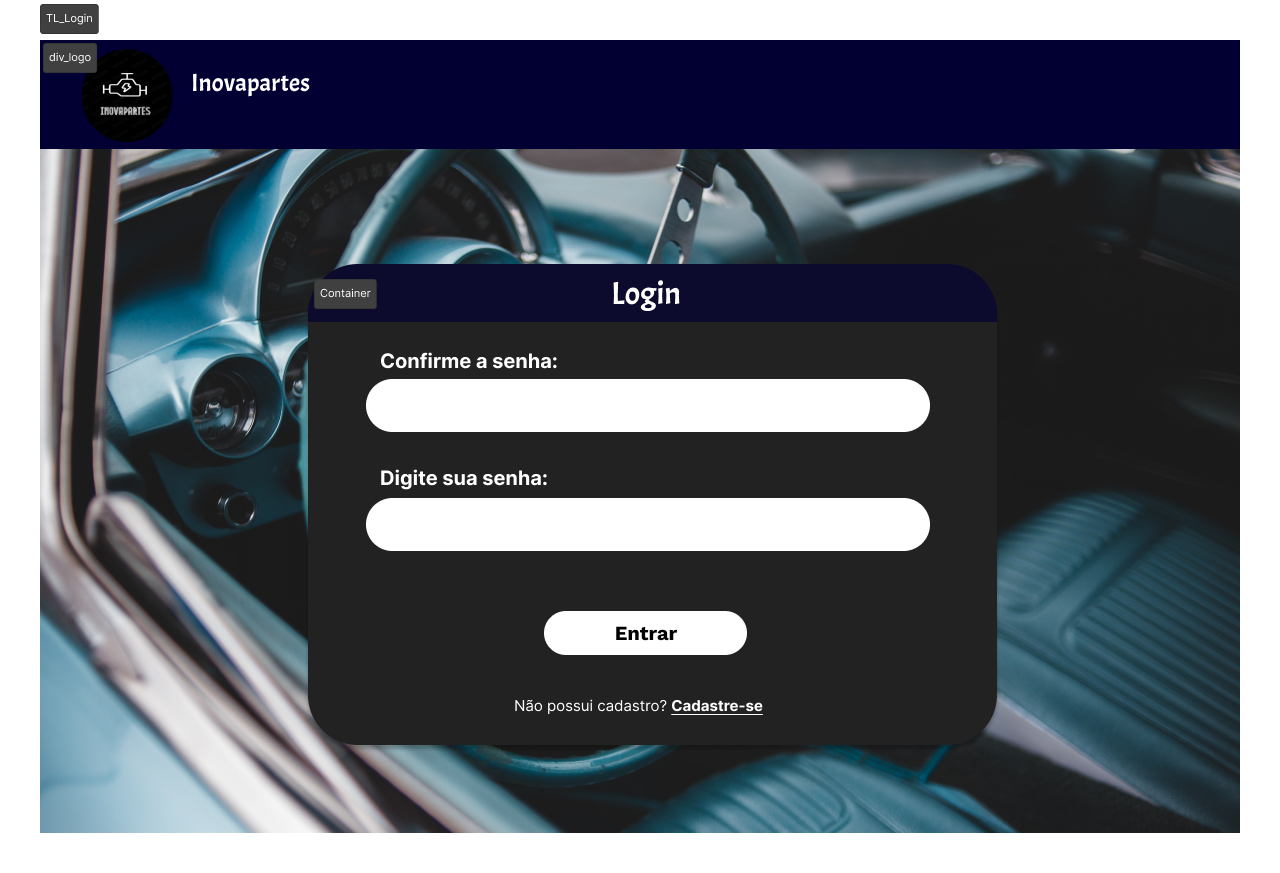 TL_Login
div_logo
INOVAPARTES
Inovapartes
Container
Login
Confirme a senha:
Digite sua senha:
Entrar
Não possui cadastro? Cadastre-se